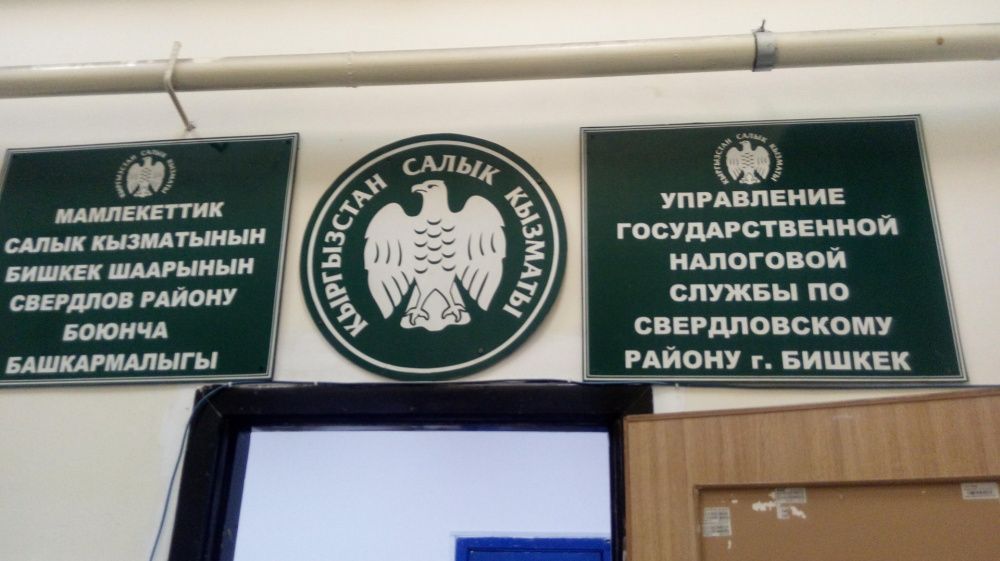 КЫРГЫЗСТАН САЛЫК КЫЗМАТЫ
МАМЛЕКЕТТИК
САЛЫК КЫЗМАТЫНЫН
БИШКЕК ШААРЫНЫН
СВЕРДЛОВ РАЙОНУ
БОЮНЧА
БАШКАРМАЛЫГЫ
КЫРГЫЗСТАН САЛЫК КЫЗМАТЫ
КЫРГЫЗСТАН САЛЫК КЫЗМАТЫ
УПРАВЛЕНИЕ
ГОСУДАРСТВЕННОЙ
НАЛОГОВОЙ
СЛУЖБЫ ПО
СВЕРДЛОВСКОМУ
РАЙОНУ г. БИШКЕК